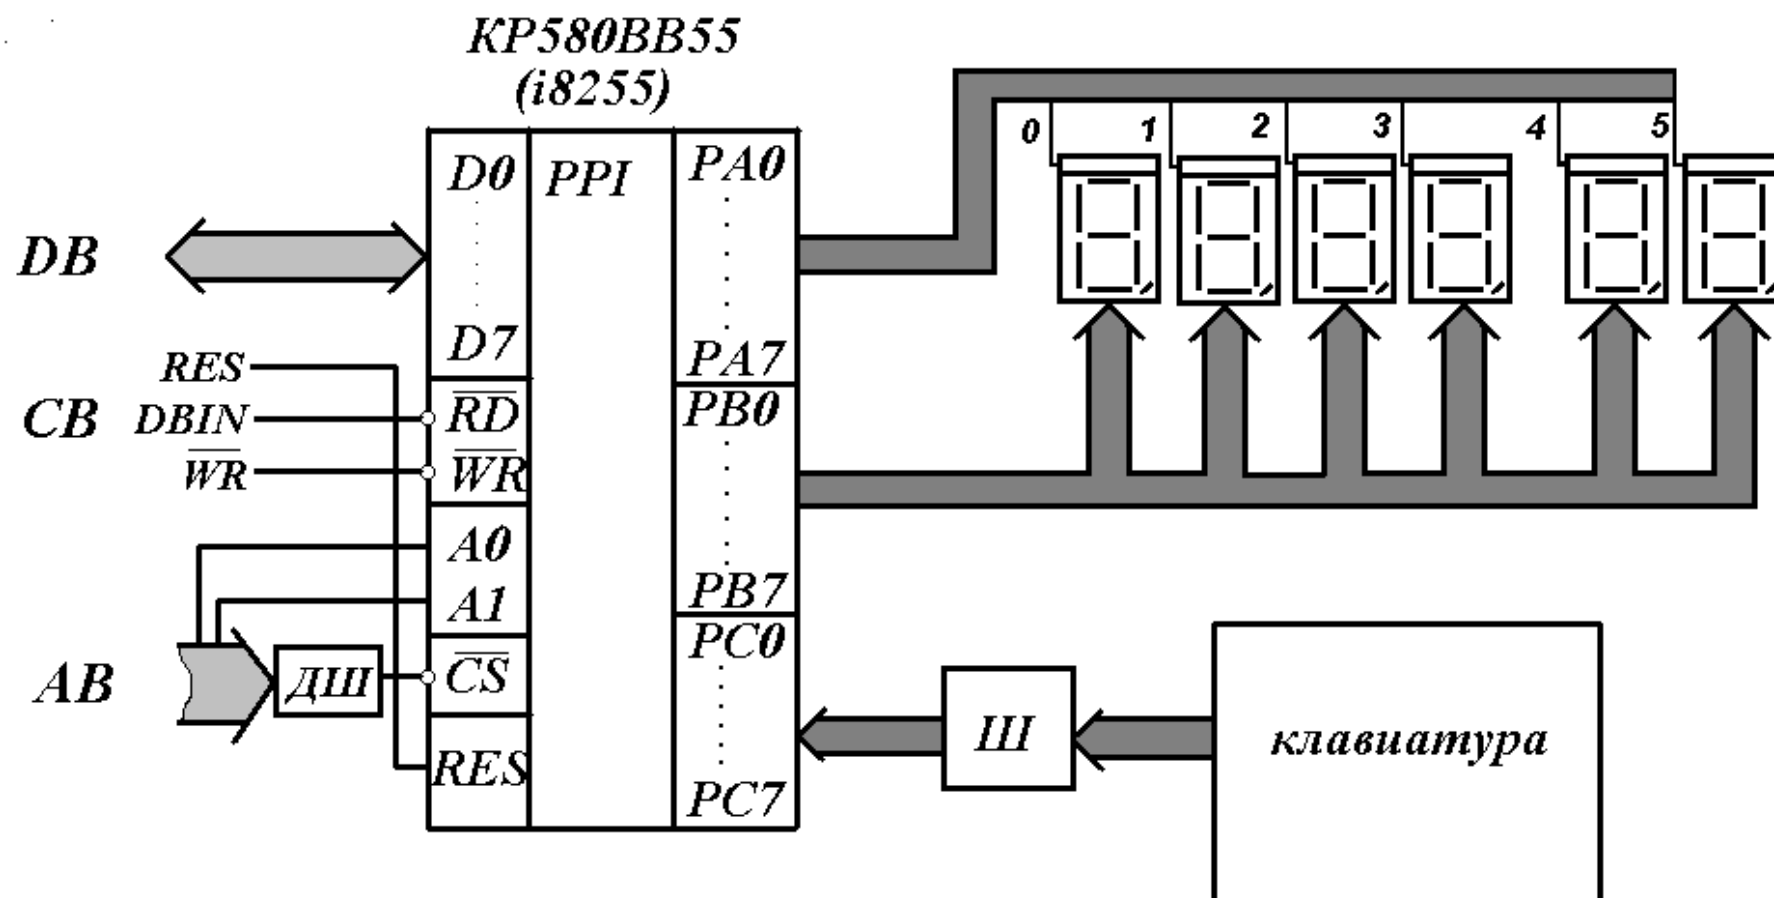 КР580ВВ55
(i8255)
0 1 2 3 4 5
D0 PPI PA0
DB
D7 PA7
RES
CB DBIN RD PB0
WR WR
A0
A1 PB7
AB ДШ CS PC0
Ш клавиатура
RES PC7